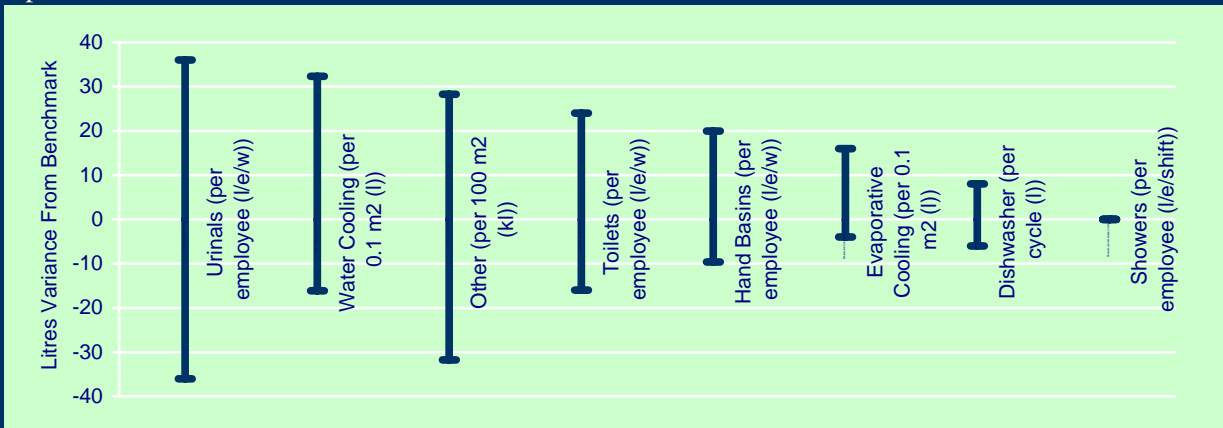 Litres Variance From Benchmark
40
30
20
10
0
-10
-20
-30
-40
Urinals (per
employee (l/e/w))
Water Cooling (per
0.1 m2 (l))
Other (per 100 m2
(kl))
Toilets (per
employee (l/e/w))
Hand Basins (per
employee (l/e/w))
Evaporative
Cooling (per 0.1
m2 (l))
Dishwasher (per
cycle (l))
Showers (per
employee (l/e/shift))